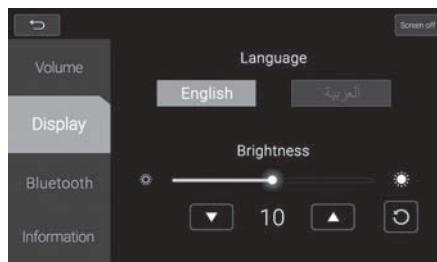 Screen off
Volume
Display
Bluetooth
Information
Language
English
العربية
Brightness
10